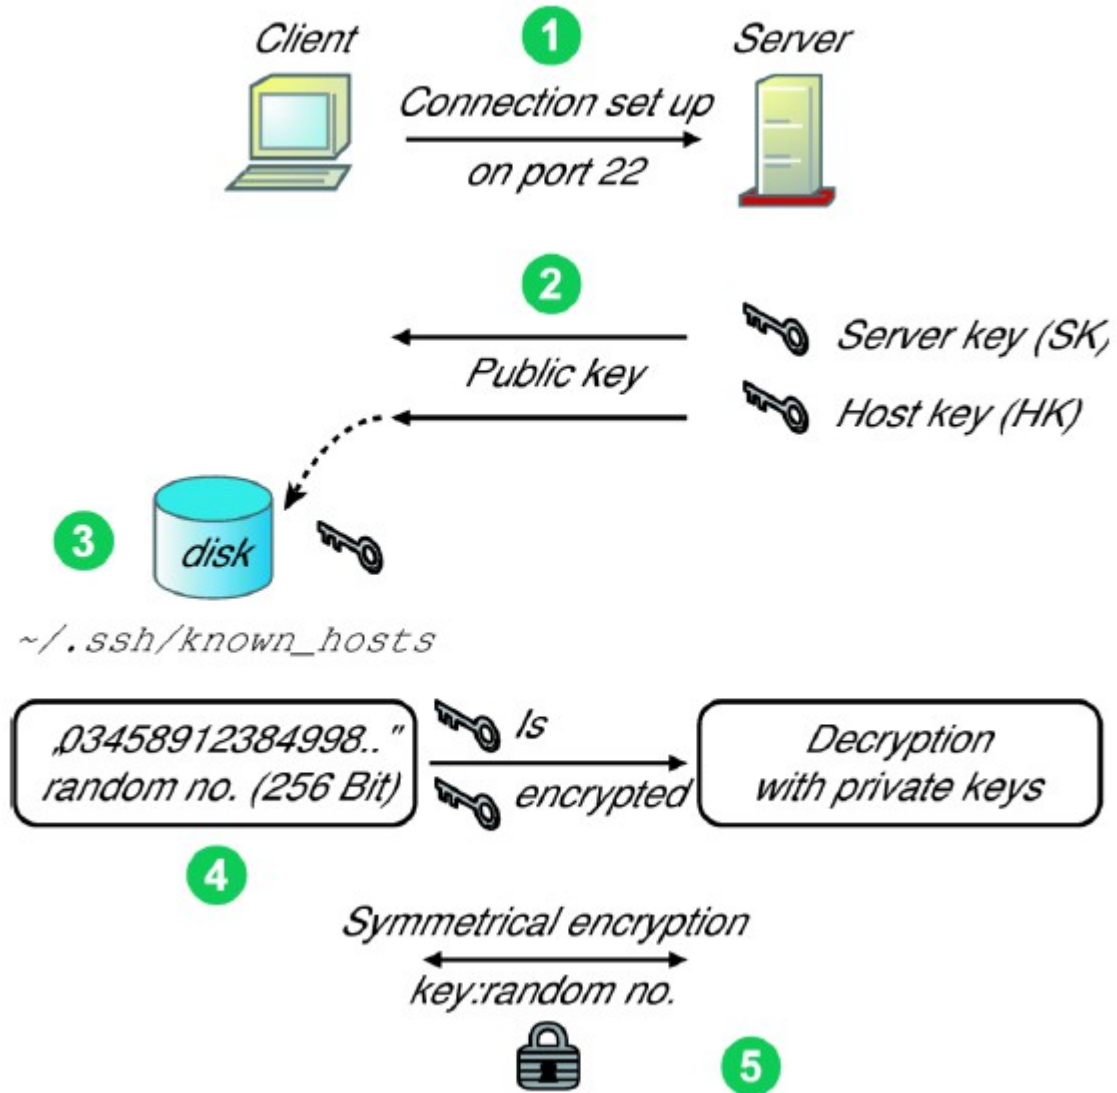 Client
1
Server
Connection set up
on port 22
2
Server key (SK)
Public key
Host key (HK)
3
disk
~/.ssh/known_hosts
„03458912384998.."
random no. (256 Bit)
Is
encrypted
Decryption
with private keys
4
Symmetrical encryption
key:random no.
5